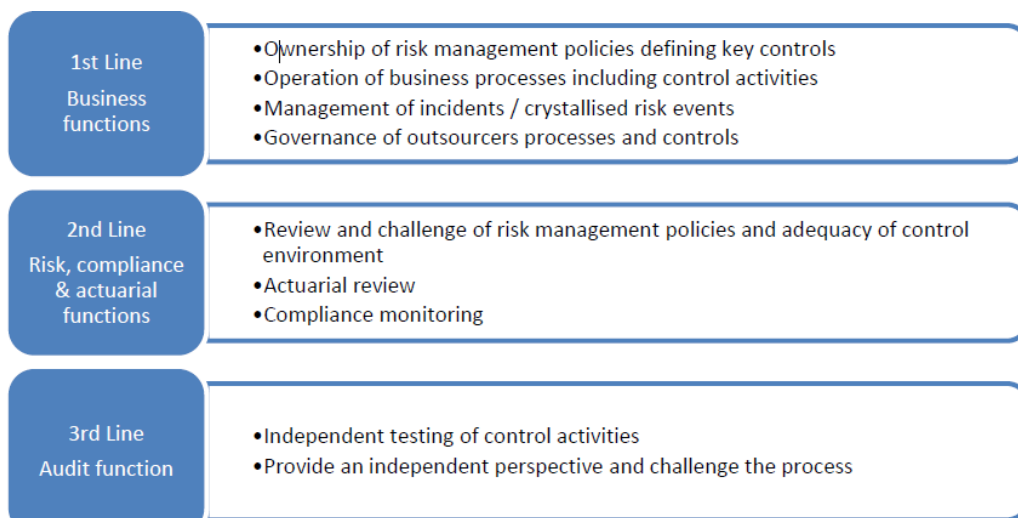 1st Line
Business
functions
•Ownership of risk management policies defining key controls
•Operation of business processes including control activities
•Management of incidents / crystallised risk events
•Governance of outsourcers processes and controls
2nd Line
Risk, compliance
& actuarial
functions
•Review and challenge of risk management policies and adequacy of control
environment
•Actuarial review
•Compliance monitoring
3rd Line
Audit function
•Independent testing of control activities
•Provide an independent perspective and challenge the process